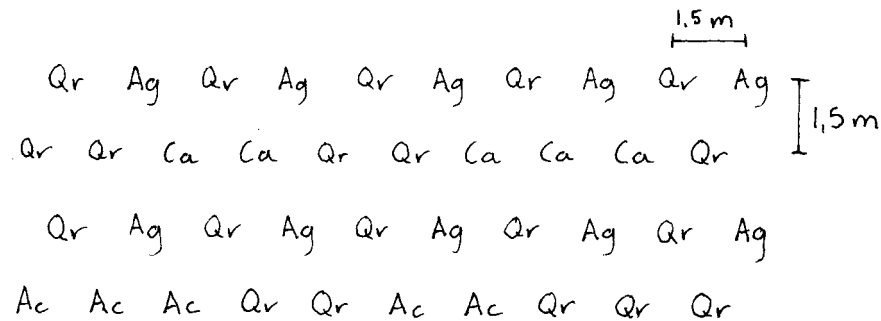 1,5 m
Qr Ag Qr Ag Qr Ag Qr Ag Qr Ag
1,5 m
Qr Qr Ca Ca Qr Qr Ca Ca Ca Qr
Qr Ag Qr Ag Qr Ag Qr Ag Qr Ag
Ac Ac Ac Qr Qr Ac Ac Qr Qr Qr